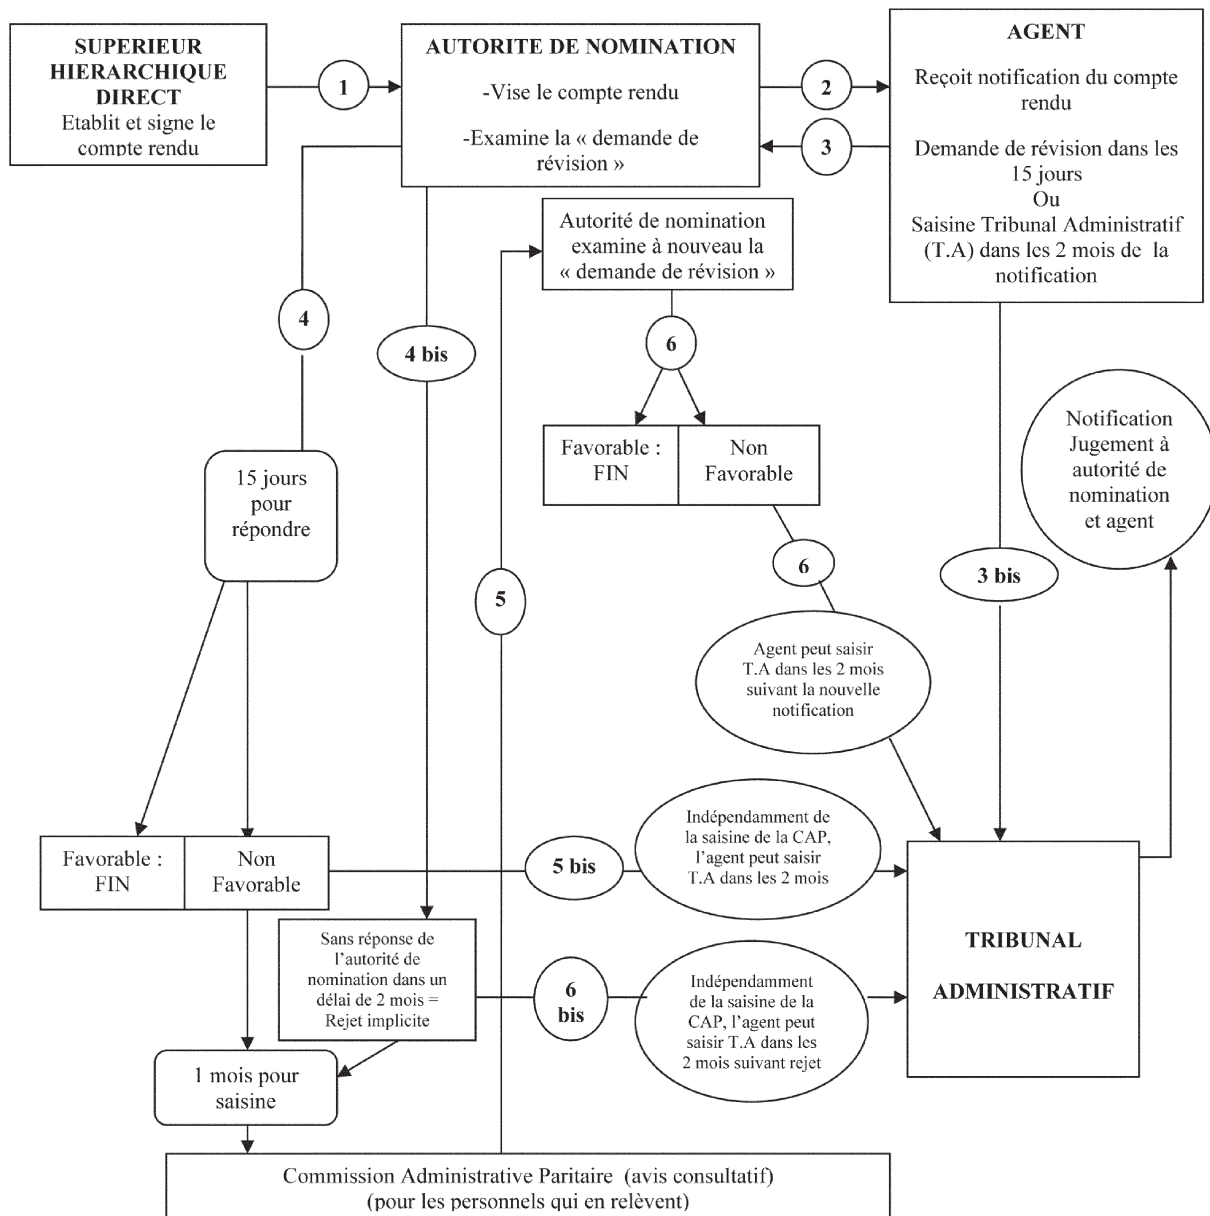 SUPERIEUR
HIERARCHIQUE
DIRECT
Etablit et signe le
compte rendu
1
AUTORITE DE NOMINATION
-Vise le compte rendu
-Examine la « demande de
révision »
2
3
AGENT
Reçoit notification du compte
rendu
Demande de révision dans les
15 jours
Ou
Saisine Tribunal Administratif
(T.A) dans les 2 mois de la
notification
Autorité de nomination
examine à nouveau la
« demande de révision »
4
4 bis
6
Favorable :
FIN
Non
Favorable
Notification
Jugement à
autorité de
nomination
et agent
15 jours
pour
répondre
5
6
3 bis
Agent peut saisir
T.A dans les 2 mois
suivant la nouvelle
notification
Favorable :
FIN
Non
Favorable
5 bis
Indépendamment de
la saisine de la CAP,
l’agent peut saisir
T.A dans les 2 mois
Sans réponse de
l’autorité de
nomination dans un
délai de 2 mois =
Rejet implicite
6
bis
Indépendamment
de la saisine de la
CAP, l’agent peut
saisir T.A dans les
2 mois suivant rejet
TRIBUNAL
ADMINISTRATIF
1 mois pour
saisine
Commission Administrative Paritaire (avis consultatif)
(pour les personnels qui en relèvent)